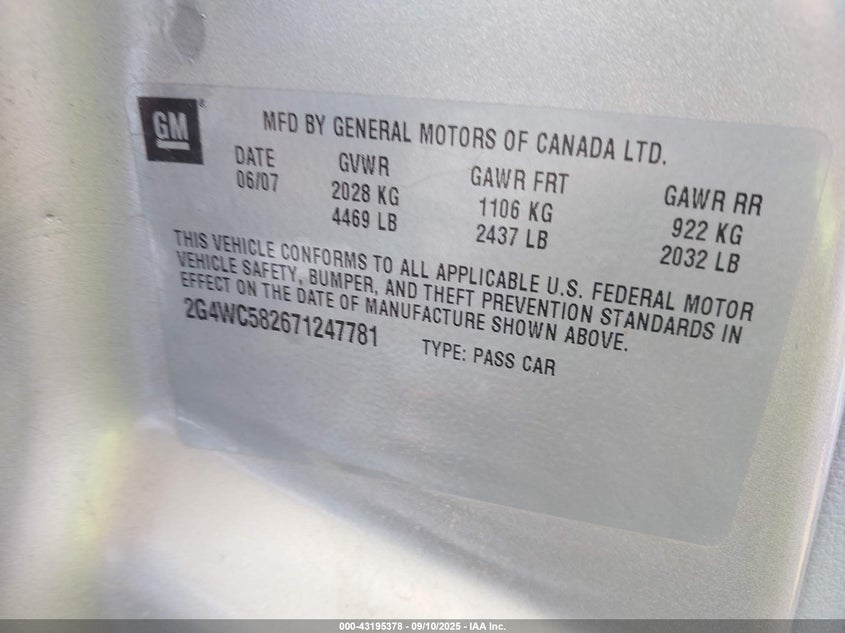 GM®
MFD BY GENERAL MOTORS OF CANADA LTD.
DATE GVWR GAWR FRT GAWR RR
06/07 2028 KG 1106 KG 922 KG
4469 LB 2437 LB 2032 LB
THIS VEHICLE CONFORMS TO ALL APPLICABLE U.S. FEDERAL MOTOR
VEHICLE SAFETY, BUMPER, AND THEFT PREVENTION STANDARDS IN
EFFECT ON THE DATE OF MANUFACTURE SHOWN ABOVE.
2G4WC582671247781 TYPE: PASS CAR
000-43195378 - 09/10/2025 - IAA Inc.